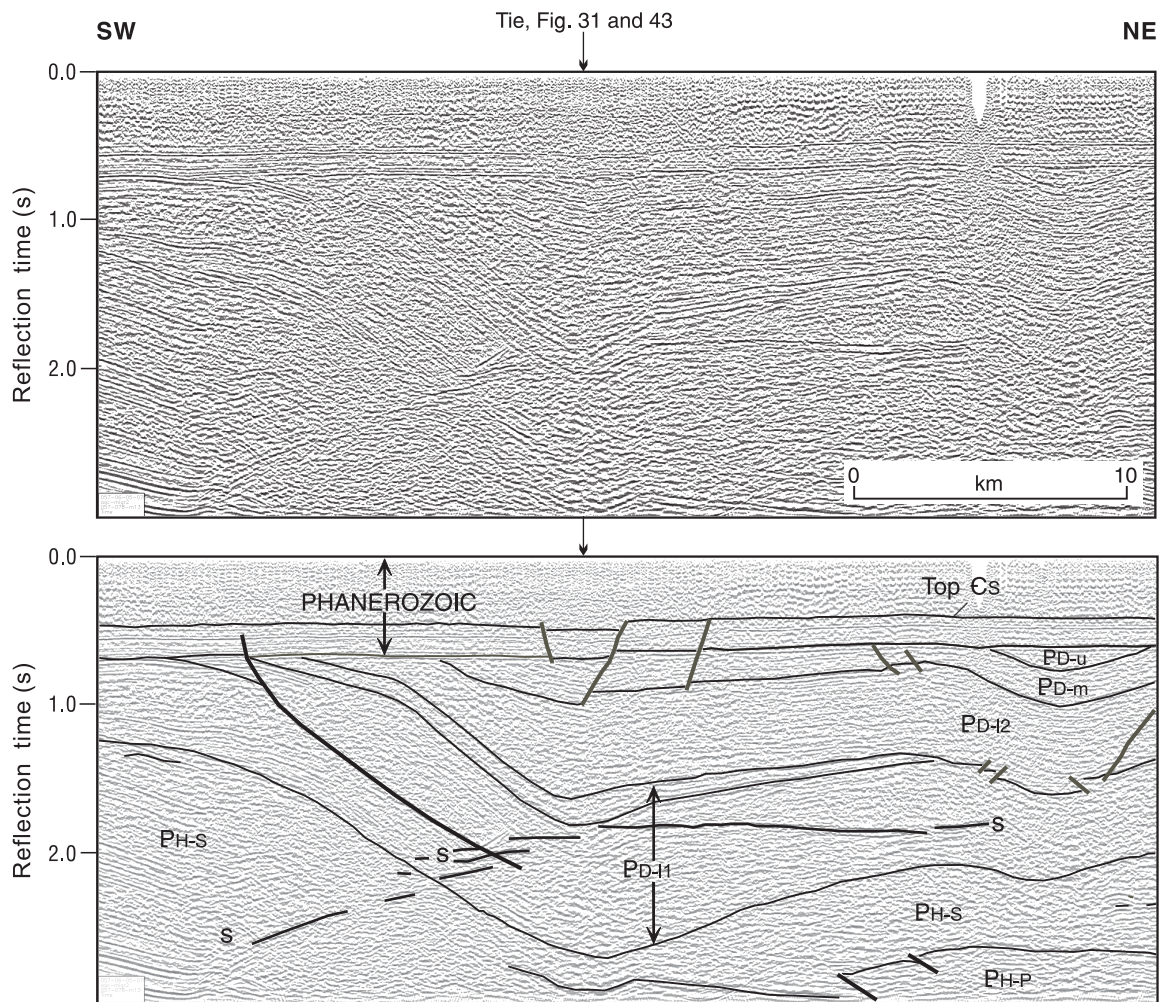 Tie, Fig. 31 and 43
SW
NE
0.0
1.0
2.0
Reflection time (s)
0
10
km
0.0
1.0
2.0
Reflection time (s)
PHANEROZOIC
Top ЄS
PD-u
PD-m
PD-l2
PH-S
S
S
PD-l1
S
PH-S
PH-P